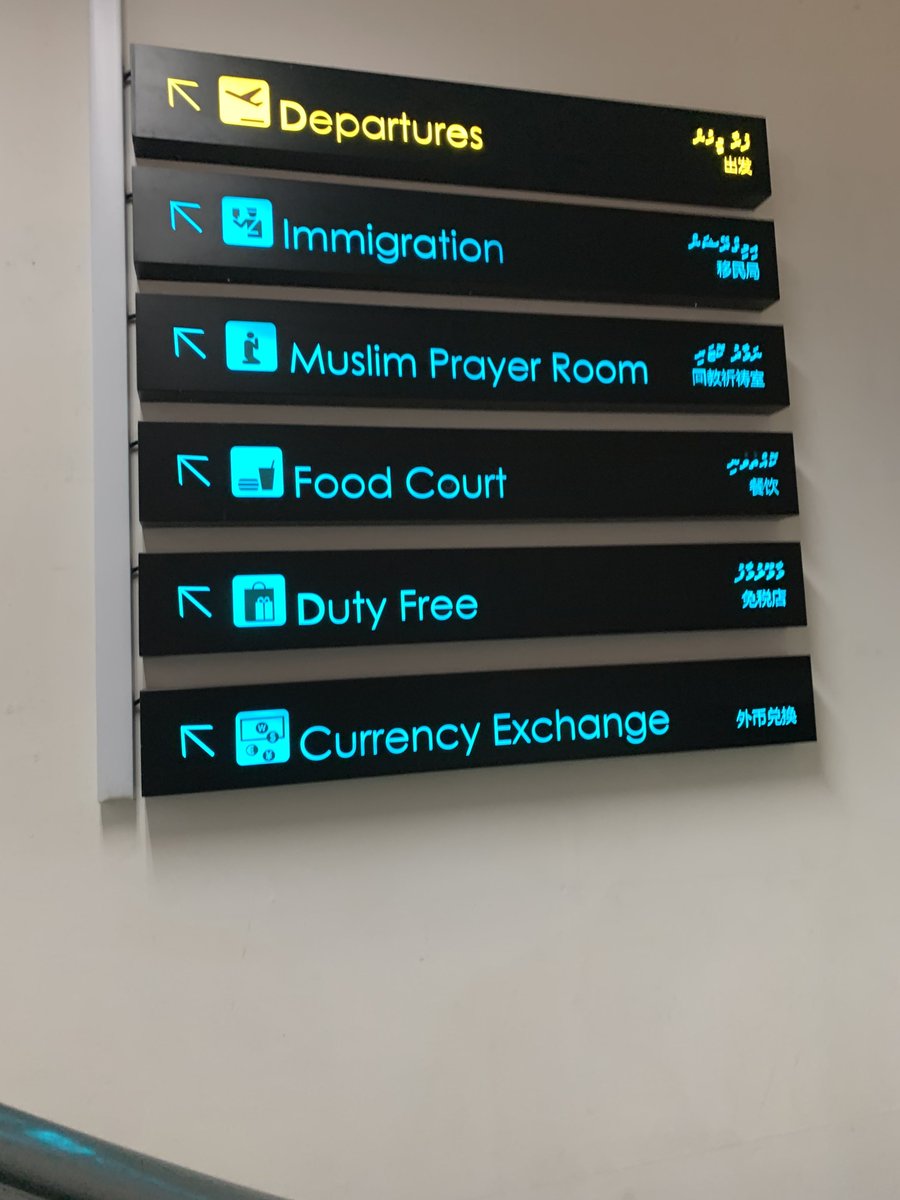 Departures
出发
Immigration
移民局
Muslim Prayer Room
回教祈祷室
Food Court
餐饮
Duty Free
免税店
Currency Exchange
外币兑换